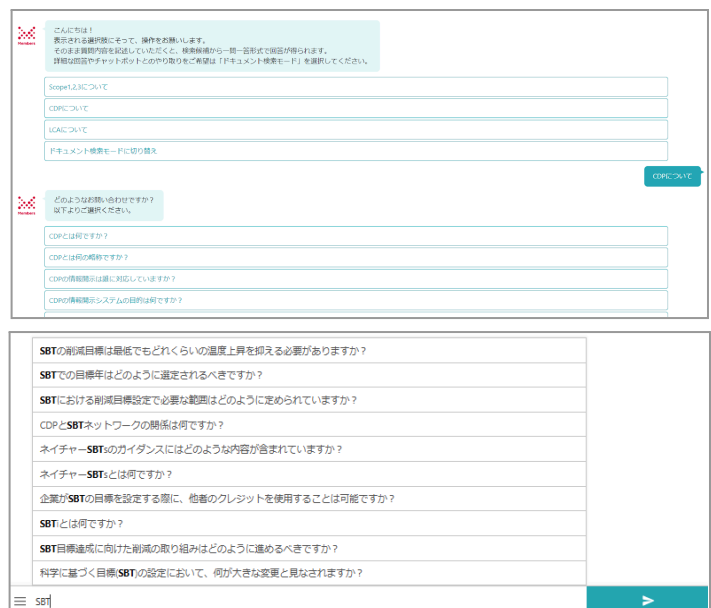 こんにちは！
表示される選択肢にそって、操作をお願いします。
そのまま質問内容を記述していただくと、検索候補から一問一答形式で回答が得られます。
詳細な回答やチャットボットとのやり取りをご希望は「ドキュメント検索モード」を選択してください。
Members
Scope1,2,3について
CDPについて
LCAについて
ドキュメント検索モードに切り替え
CDPについて
どのようなお問い合わせですか？
以下よりご選択ください。
Members
CDPとは何ですか？
CDPとは何の略称ですか？
CDPの情報開示は誰に対応していますか？
CDPの情報開示システムの目的は何ですか？
SBTの削減目標は最低でもどれくらいの温度上昇を抑える必要がありますか？
SBTでの目標年はどのように選定されるべきですか？
SBTにおける削減目標設定で必要な範囲はどのように定められていますか？
CDPとSBTネットワークの関係は何ですか？
ネイチャーSBTsのガイダンスにはどのような内容が含まれていますか？
ネイチャーSBTsとは何ですか？
企業がSBTの目標を設定する際に、他者のクレジットを使用することは可能ですか？
SBTiとは何ですか？
SBT目標達成に向けた削減の取り組みはどのように進めるべきですか？
科学に基づく目標(SBT)の設定において、何が大きな変更と見なされますか？
SBT